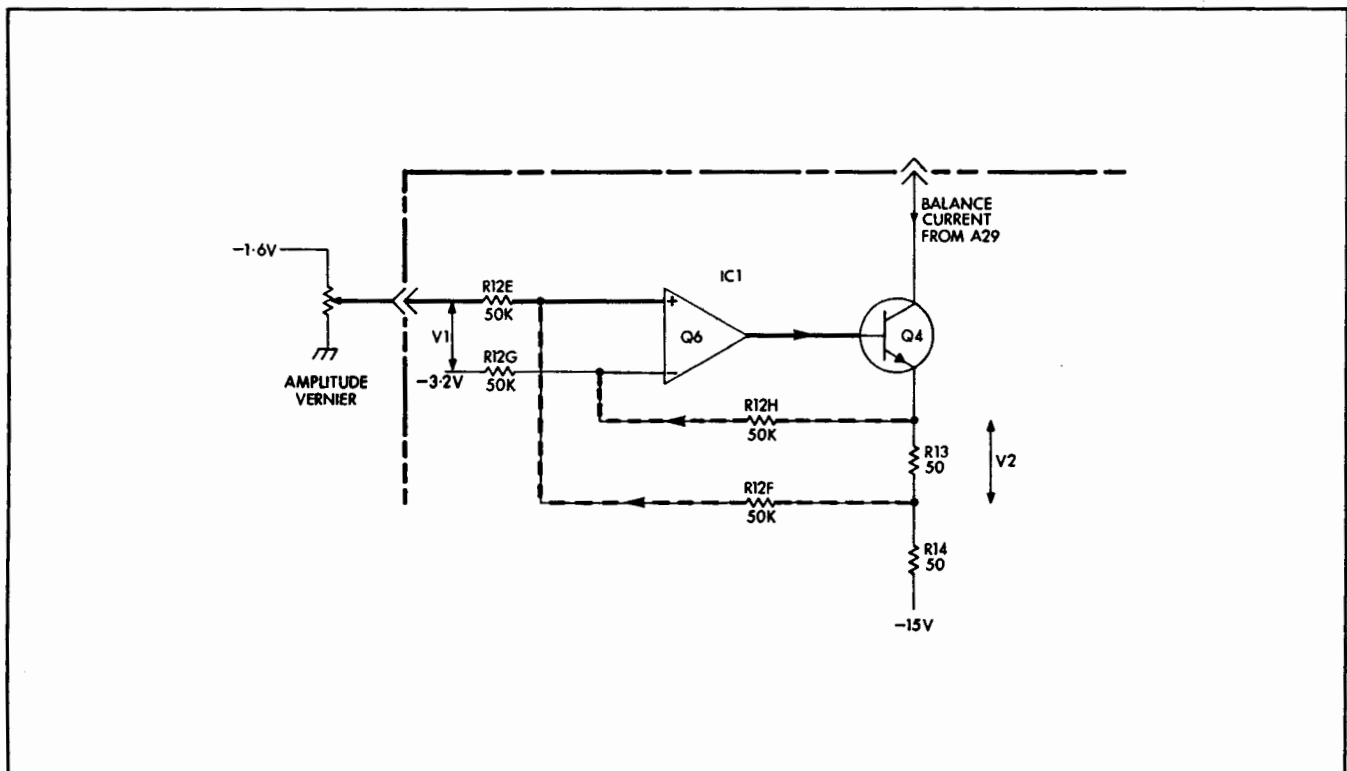 BALANCE
CURRENT
FROM A29
-1·6V
IC1
R12E
50K
+
Q6
Q4
V1
R12G
50K
-3·2V
-
AMPLITUDE
VERNIER
R12H
50K
R13
50
V2
R12F
50K
R14
50
-15V